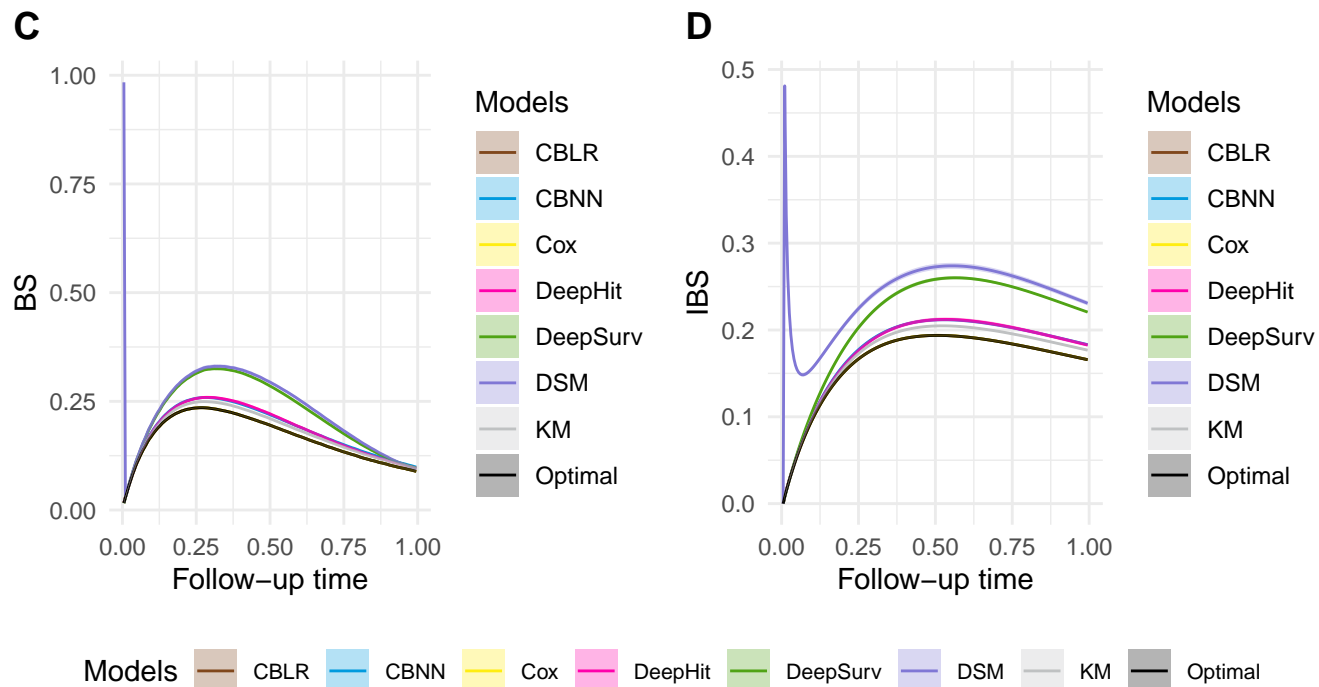 C
1.00
0.75
0.50
0.25
0.00
BS
0.00 0.25 0.50 0.75 1.00
Follow−up time
Models
CBLR
CBNN
Cox
DeepHit
DeepSurv
DSM
KM
Optimal
D
0.5
0.4
0.3
0.2
0.1
0.0
IBS
0.00 0.25 0.50 0.75 1.00
Follow−up time
Models
CBLR
CBNN
Cox
DeepHit
DeepSurv
DSM
KM
Optimal
Models CBLR CBNN Cox DeepHit DeepSurv DSM KM Optimal